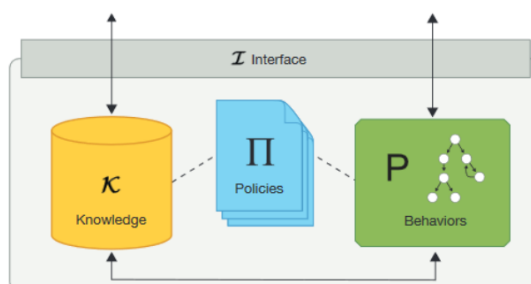 𝓘 Interface
Π
Policies
𝒦
Knowledge
P
Behaviors